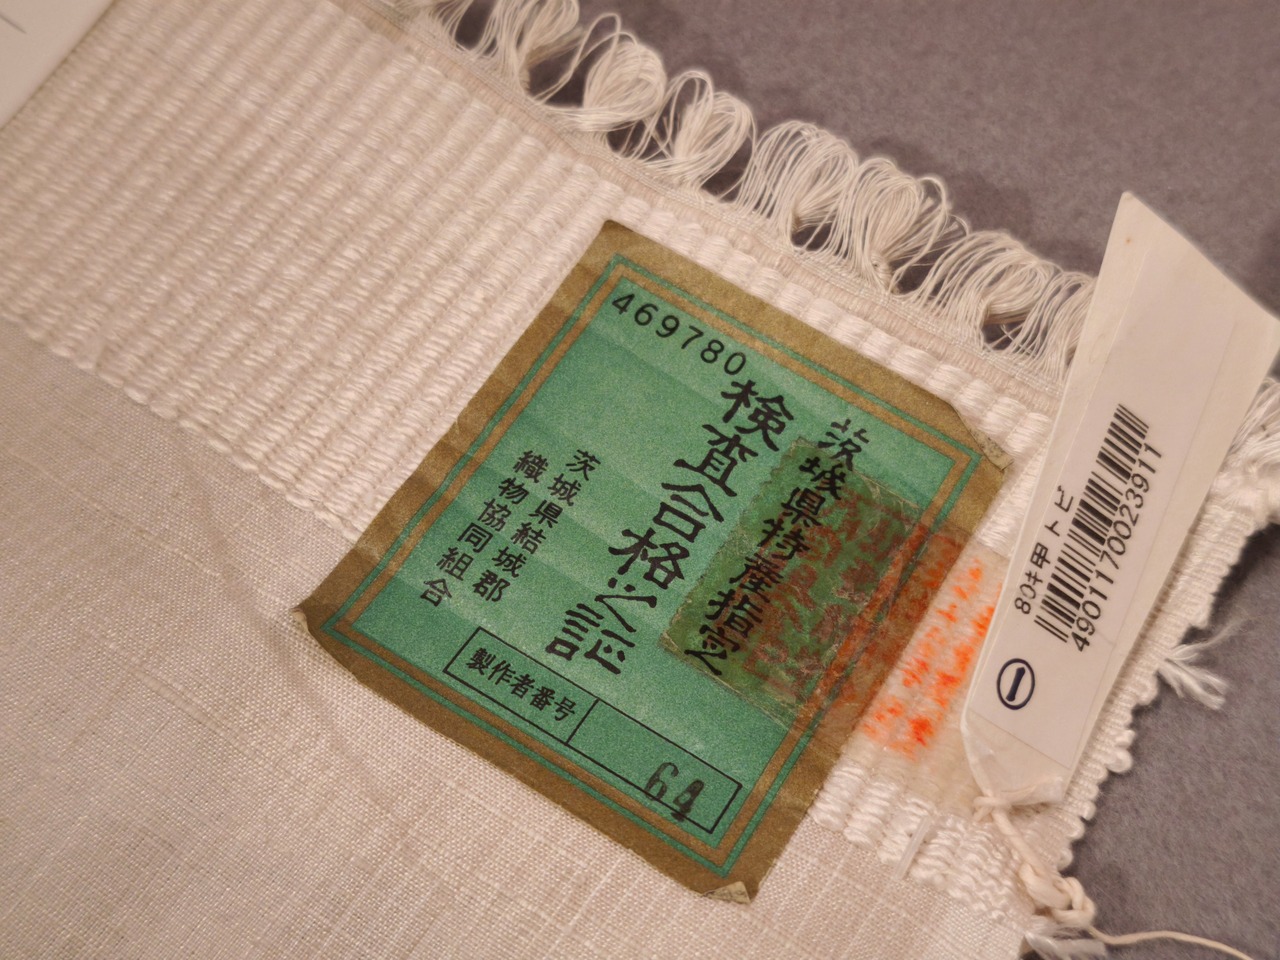 469780
茨城県特産指定
検査合格之証
茨城県結城郡
織物協同組合
製作者番号
64
80キ甲 トビ
4901170023911
①